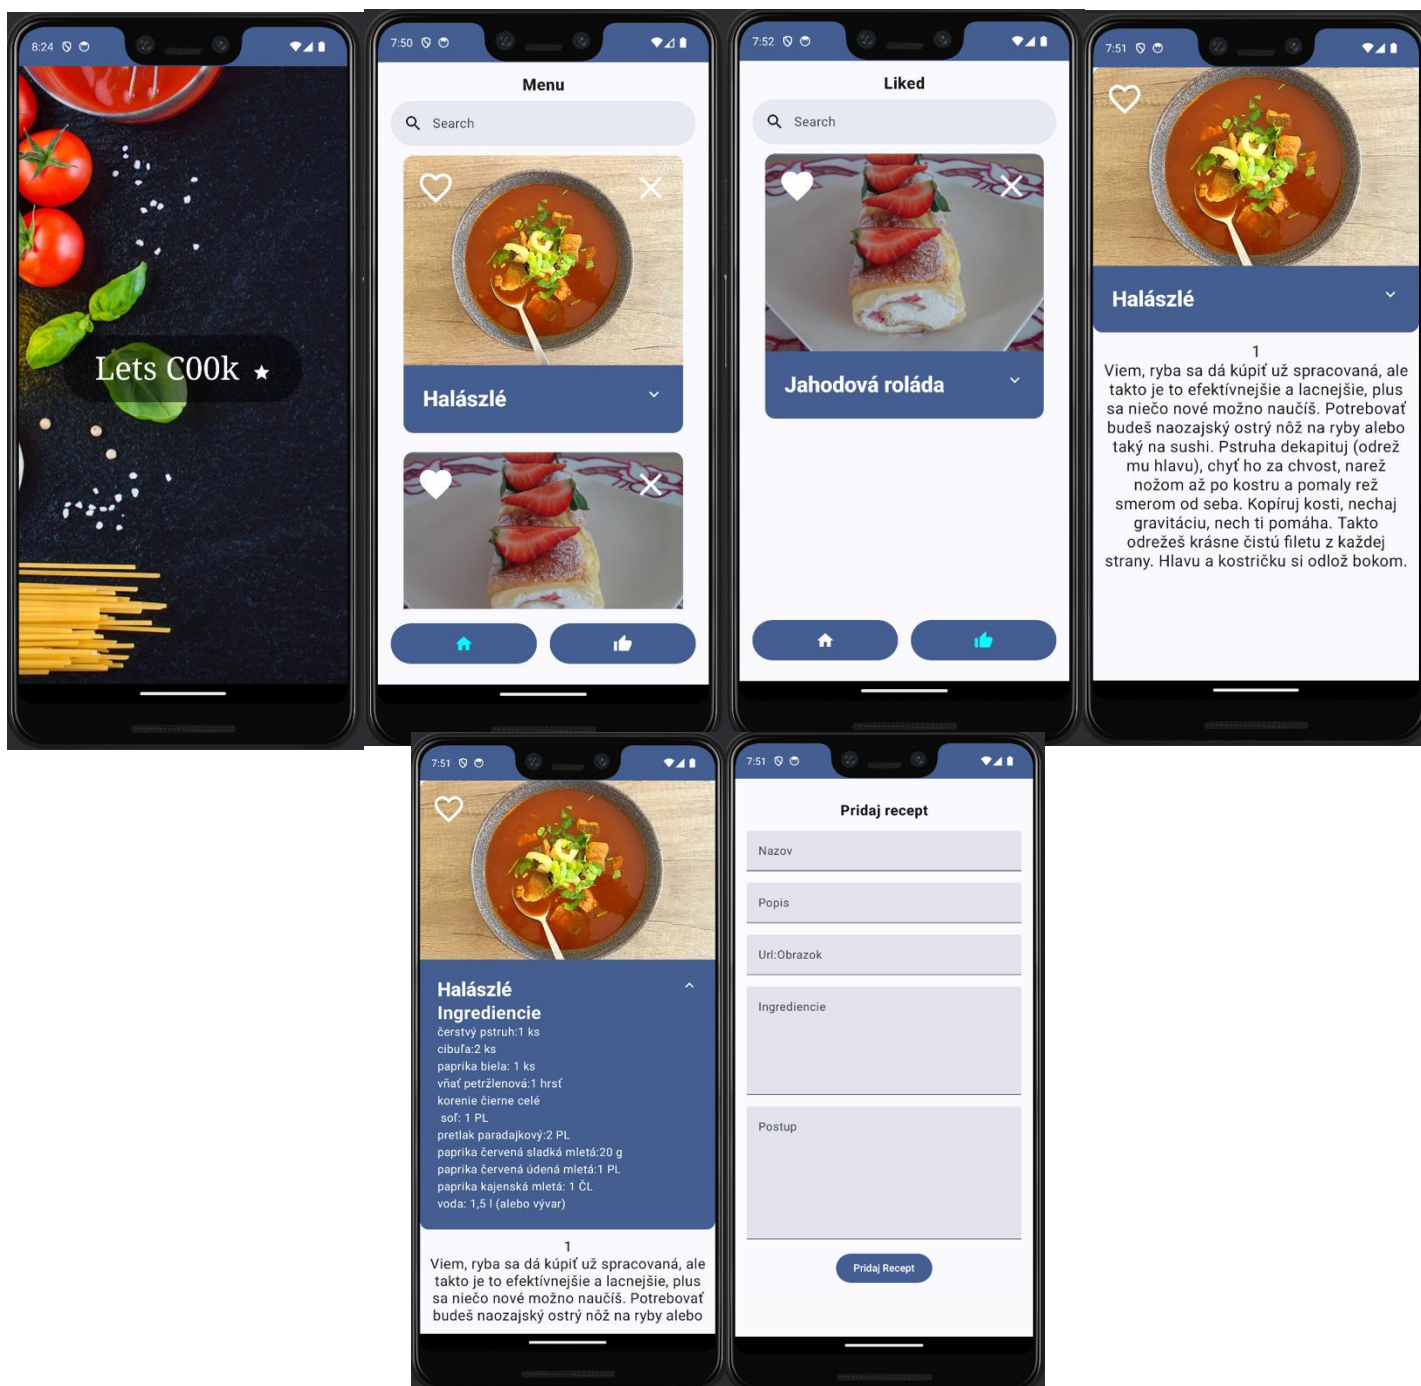 8:24
Lets C00k
7:50
Menu
Search
Halászlé
7:52
Liked
Search
Jahodová roláda
7:51
Halászlé
1
Viem, ryba sa dá kúpiť už spracovaná, ale
takto je to efektívnejšie a lacnejšie, plus
sa niečo nové možno naučíš. Potrebovať
budeš naozajský ostrý nôž na ryby alebo
taký na sushi. Pstruha dekapituj (odrež
mu hlavu), chyť ho za chvost, narež
nožom až po kostru a pomaly rež
smerom od seba. Kopíruj kosti, nechaj
gravitáciu, nech ti pomáha. Takto
odrežeš krásne čistú filetu z každej
strany. Hlavu a kostričku si odlož bokom.
7:51
Halászlé
Ingrediencie
čerstvý pstruh:1 ks
cibuľa:2 ks
paprika biela: 1 ks
vňať petržlenová:1 hrsť
korenie čierne celé
soľ: 1 PL
pretlak paradajkový:2 PL
paprika červená sladká mletá:20 g
paprika červená údená mletá:1 PL
paprika kajenská mletá: 1 ČL
voda: 1,5 l (alebo vývar)
1
Viem, ryba sa dá kúpiť už spracovaná, ale
takto je to efektívnejšie a lacnejšie, plus
sa niečo nové možno naučíš. Potrebovať
budeš naozajský ostrý nôž na ryby alebo
7:51
Pridaj recept
Nazov
Popis
Url:Obrazok
Ingrediencie
Postup
Pridaj Recept